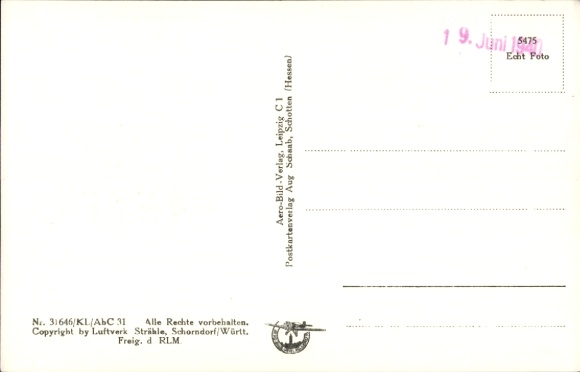 19. Juni 1940
5475
Echt Foto
Aero-Bild-Verlag, Leipzig C 1
Postkartenverlag Aug Schaab, Schotten (Hessen)
Nr. 31646/KL/AbC 31 Alle Rechte vorbehalten.
Copyright by Luftverk Strähle, Schorndorf/Württ.
Freig. d RLM